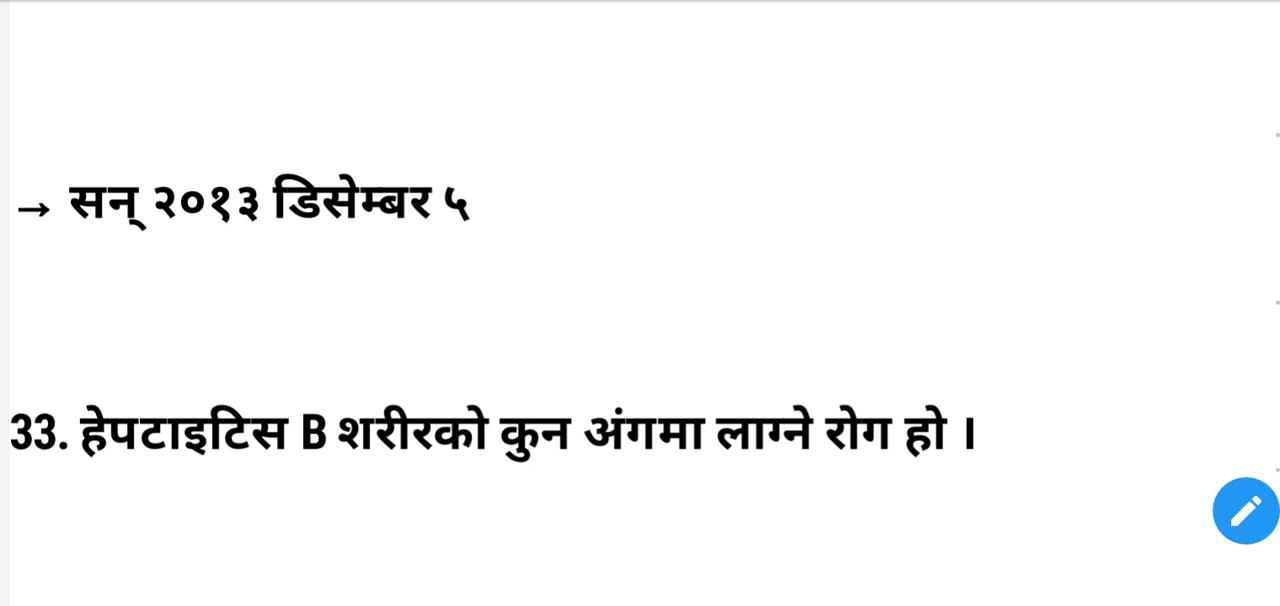 → सन् २०१३ डिसेम्बर ५
33. हेपटाइटिस B शरीरको कुन अंगमा लाग्ने रोग हो ।